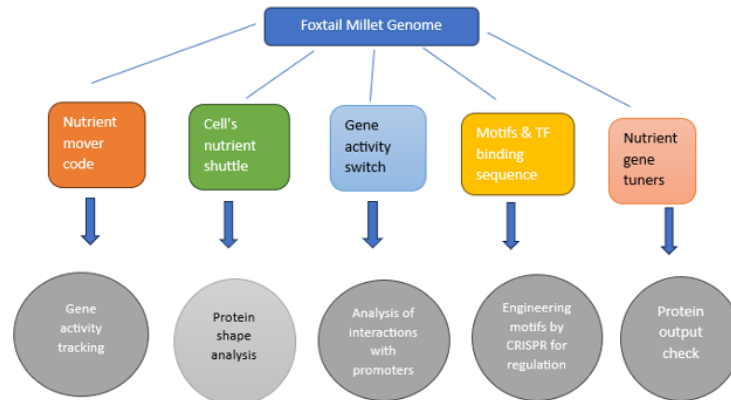 Foxtail Millet Genome
Nutrient
mover
code
Cell's
nutrient
shuttle
Gene
activity
switch
Motifs & TF
binding
sequence
Nutrient
gene
tuners
Gene
activity
tracking
Protein
shape
analysis
Analysis of
interactions
with
promoters
Engineering
motifs by
CRISPR for
regulation
Protein
output
check